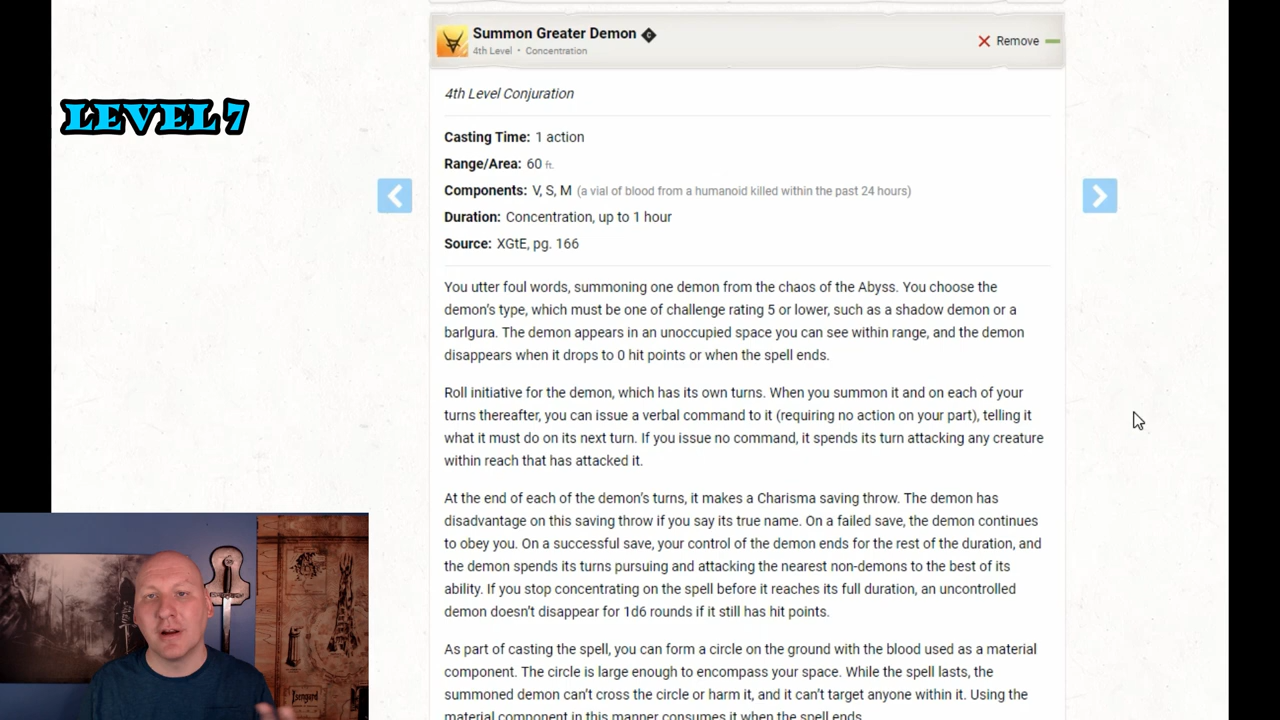 Summon Greater Demon
4th Level • Concentration
Remove
LEVEL 7
4th Level Conjuration
Casting Time: 1 action
Range/Area: 60 ft.
Components: V, S, M (a vial of blood from a humanoid killed within the past 24 hours)
Duration: Concentration, up to 1 hour
Source: XGtE, pg. 166
You utter foul words, summoning one demon from the chaos of the Abyss. You choose the
demon's type, which must be one of challenge rating 5 or lower, such as a shadow demon or a
barlgura. The demon appears in an unoccupied space you can see within range, and the demon
disappears when it drops to 0 hit points or when the spell ends.
Roll initiative for the demon, which has its own turns. When you summon it and on each of your
turns thereafter, you can issue a verbal command to it (requiring no action on your part), telling it
what it must do on its next turn. If you issue no command, it spends its turn attacking any creature
within reach that has attacked it.
At the end of each of the demon's turns, it makes a Charisma saving throw. The demon has
disadvantage on this saving throw if you say its true name. On a failed save, the demon continues
to obey you. On a successful save, your control of the demon ends for the rest of the duration, and
the demon spends its turns pursuing and attacking the nearest non-demons to the best of its
ability. If you stop concentrating on the spell before it reaches its full duration, an uncontrolled
demon doesn't disappear for 1d6 rounds if it still has hit points.
As part of casting the spell, you can form a circle on the ground with the blood used as a material
component. The circle is large enough to encompass your space. While the spell lasts, the
summoned demon can't cross the circle or harm it, and it can't target anyone within it. Using the
material component in this manner consumes it when the spell ends.
Isengard